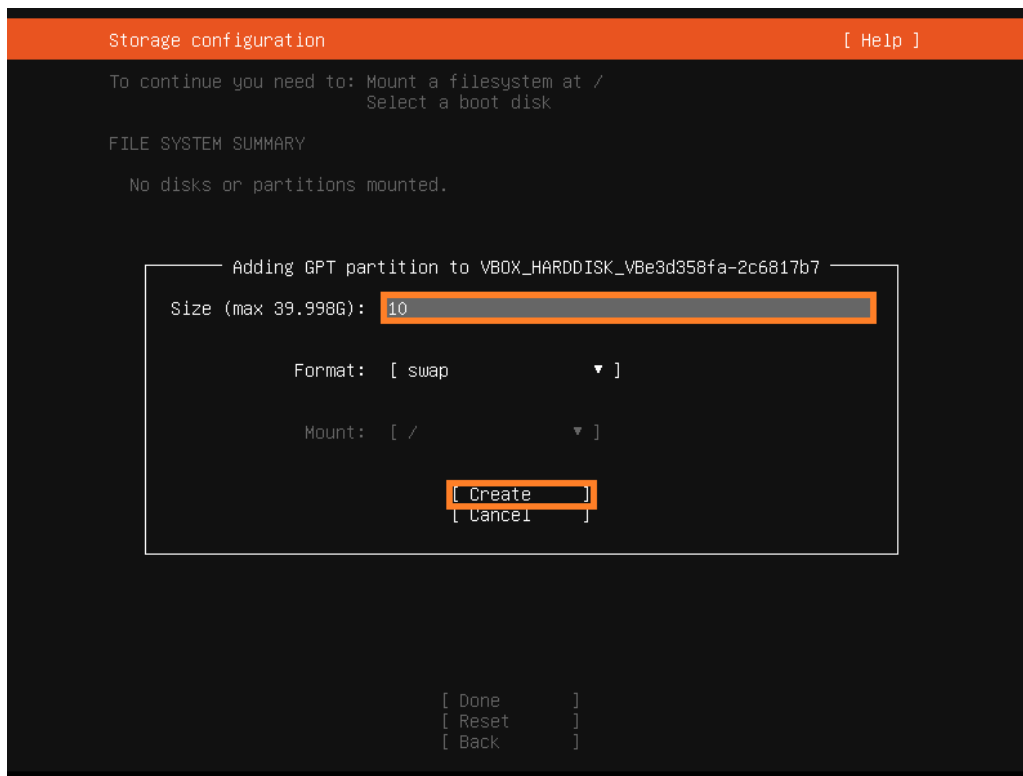 Storage configuration [ Help ]
To continue you need to: Mount a filesystem at /
Select a boot disk
FILE SYSTEM SUMMARY
No disks or partitions mounted.
Adding GPT partition to VBOX_HARDDISK_VBe3d358fa-2c6817b7
Size (max 39.998G): 10
Format: [ swap ▾ ]
Mount: [ / ▾ ]
[ Create ]
[ Cancel ]
[ Done ]
[ Reset ]
[ Back ]